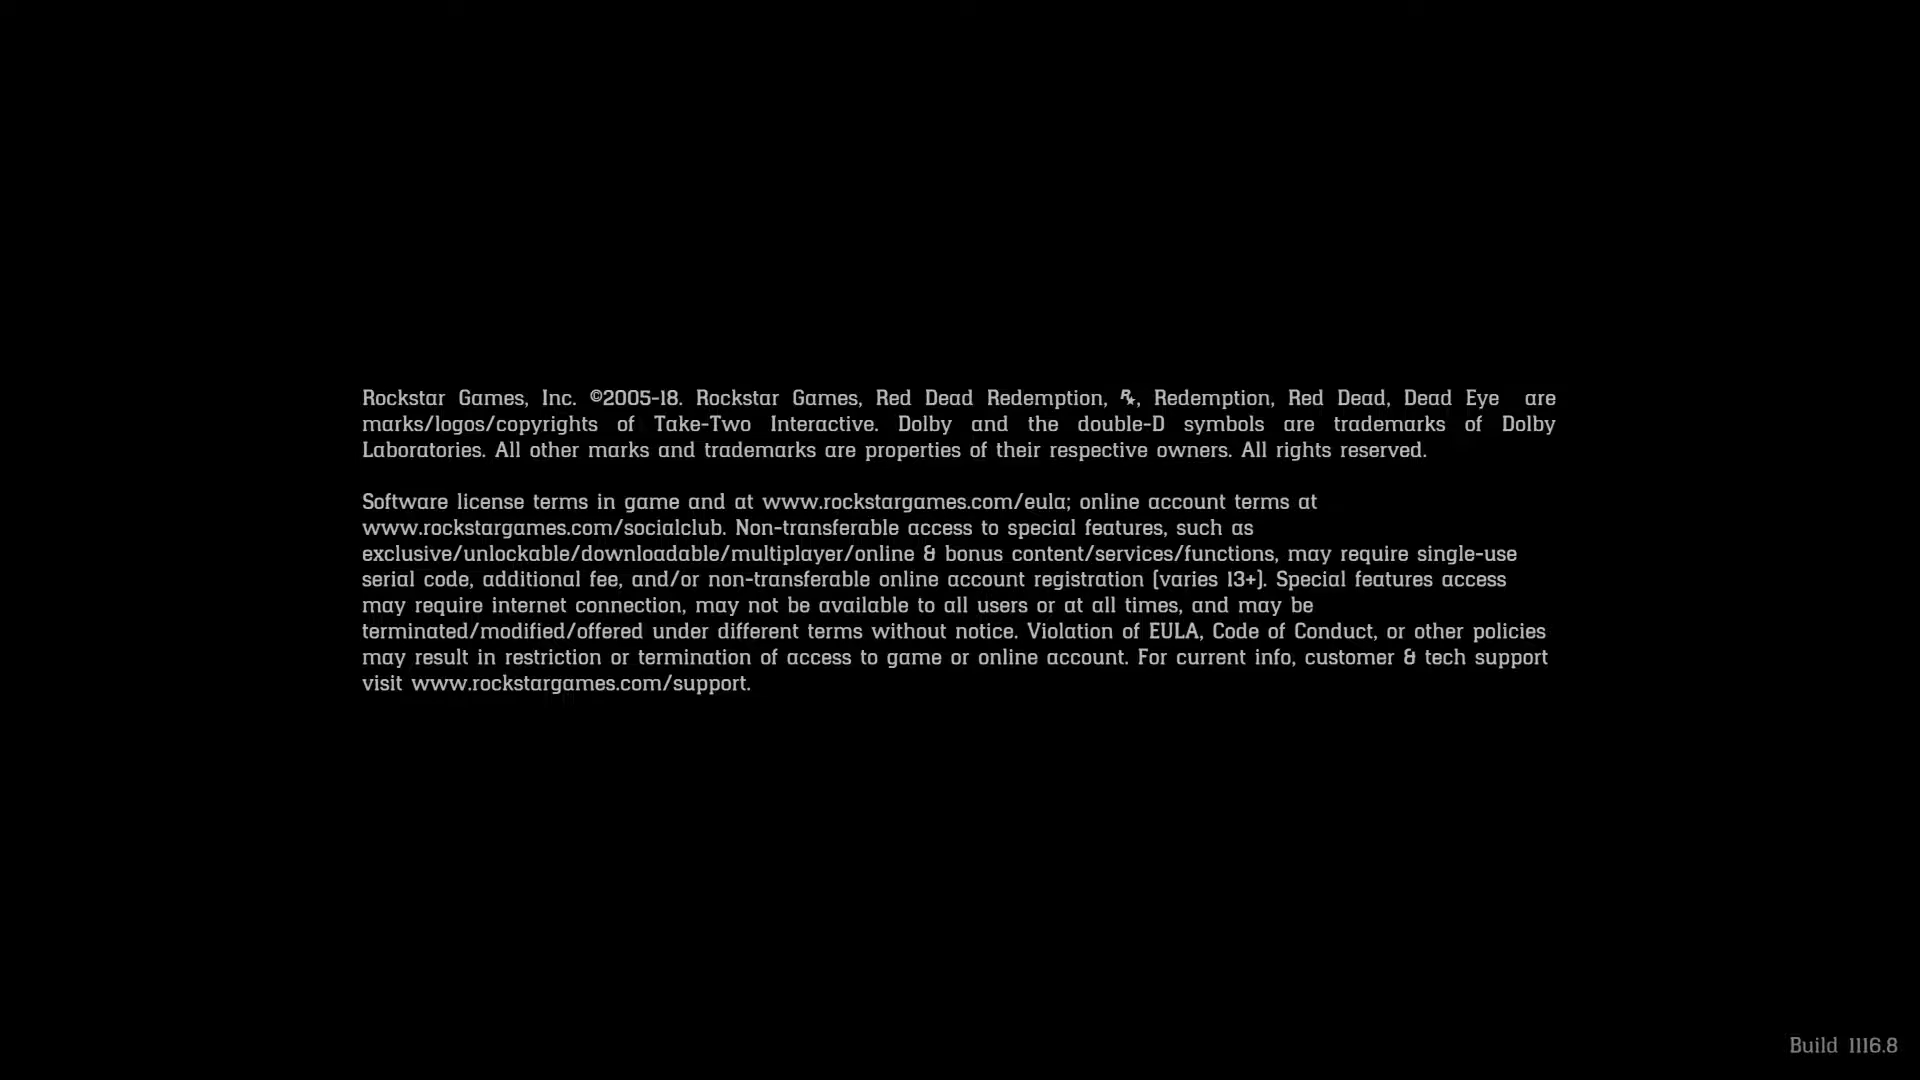 Rockstar Games, Inc. ©2005-18. Rockstar Games, Red Dead Redemption, R★, Redemption, Red Dead, Dead Eye are
marks/logos/copyrights of Take-Two Interactive. Dolby and the double-D symbols are trademarks of Dolby
Laboratories. All other marks and trademarks are properties of their respective owners. All rights reserved.
Software license terms in game and at www.rockstargames.com/eula; online account terms at
www.rockstargames.com/socialclub. Non-transferable access to special features, such as
exclusive/unlockable/downloadable/multiplayer/online & bonus content/services/functions, may require single-use
serial code, additional fee, and/or non-transferable online account registration (varies 13+). Special features access
may require internet connection, may not be available to all users or at all times, and may be
terminated/modified/offered under different terms without notice. Violation of EULA, Code of Conduct, or other policies
may result in restriction or termination of access to game or online account. For current info, customer & tech support
visit www.rockstargames.com/support.
Build 1116.8